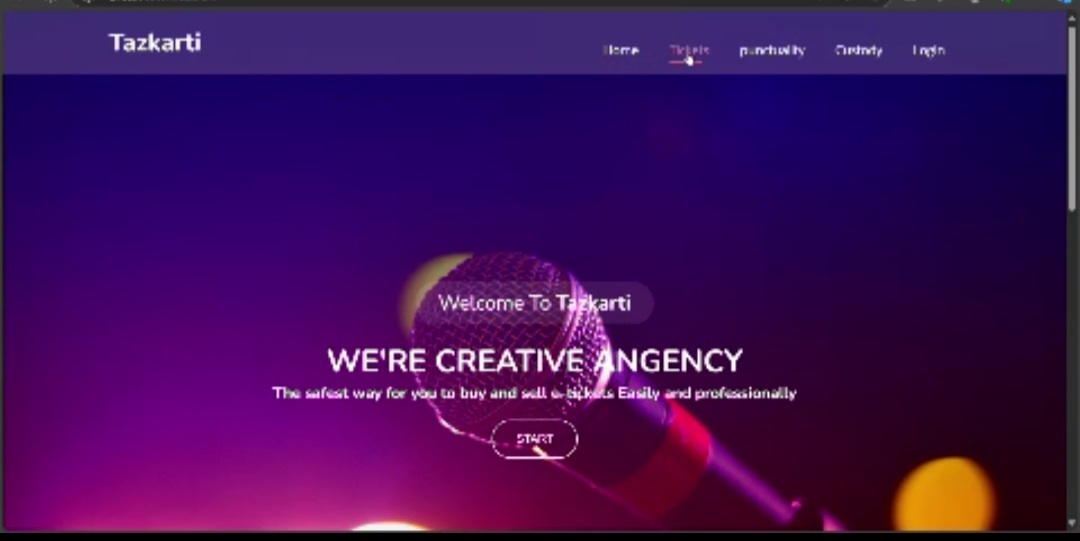 Tazkarti
Home Tickets punctuality Custody Login
Welcome To Tazkarti
WE'RE CREATIVE ANGENCY
The safest way for you to buy and sell e-tickets Easily and professionally
START